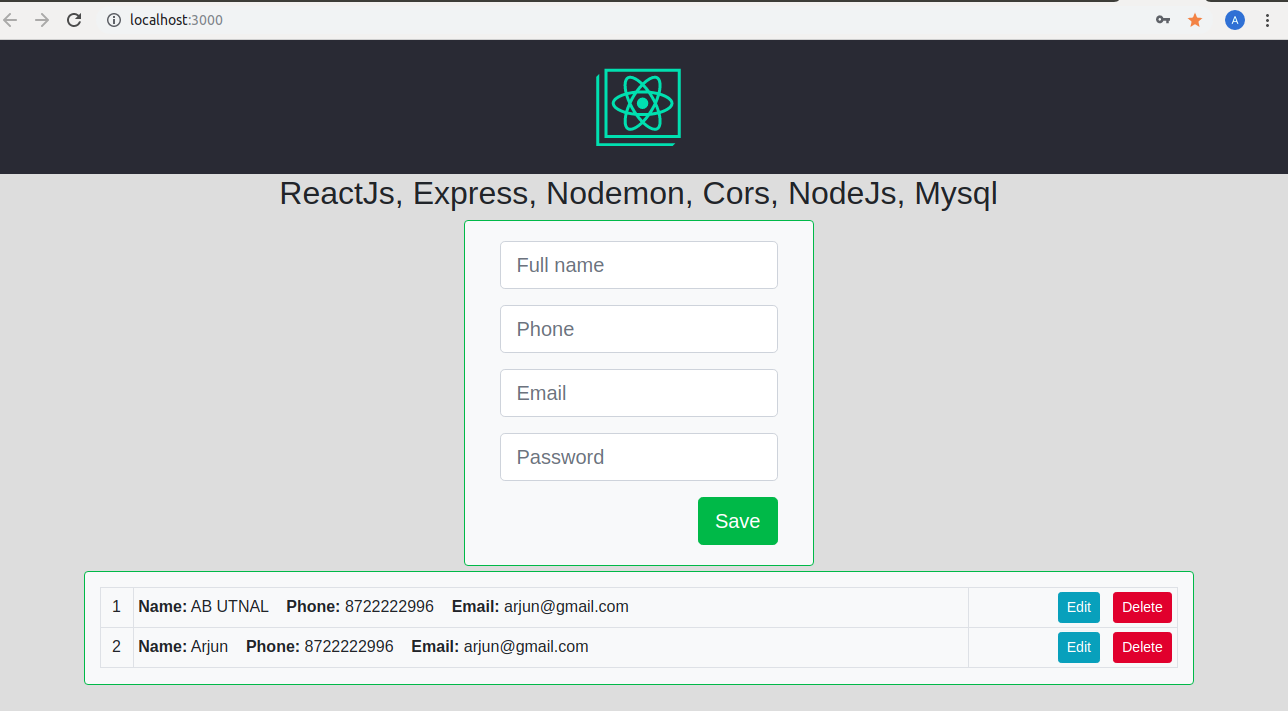 localhost:3000
A
ReactJs, Express, Nodemon, Cors, NodeJs, Mysql
Full name
Phone
Email
Password
Save
1 Name: AB UTNAL Phone: 8722222996 Email: arjun@gmail.com Edit Delete
2 Name: Arjun Phone: 8722222996 Email: arjun@gmail.com Edit Delete